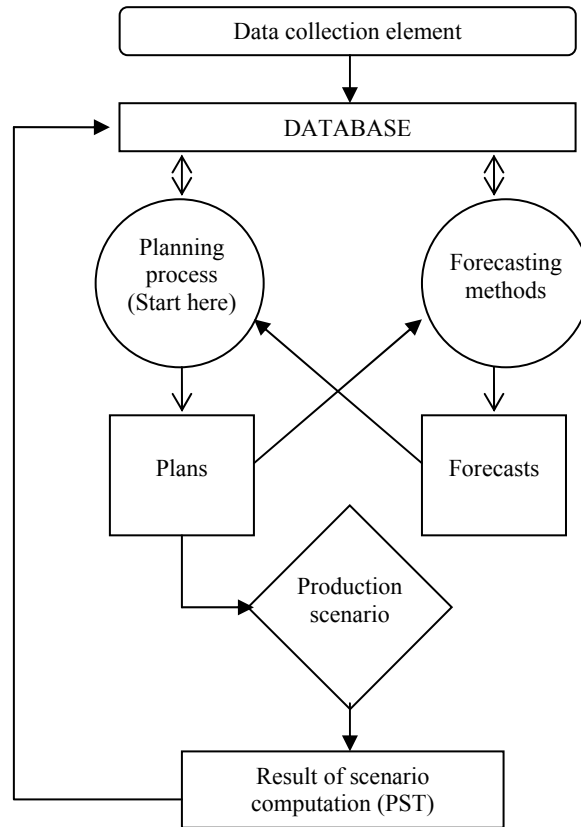 Data collection element
DATABASE
Planning
process
(Start here)
Forecasting
methods
Plans
Forecasts
Production
scenario
Result of scenario
computation (PST)